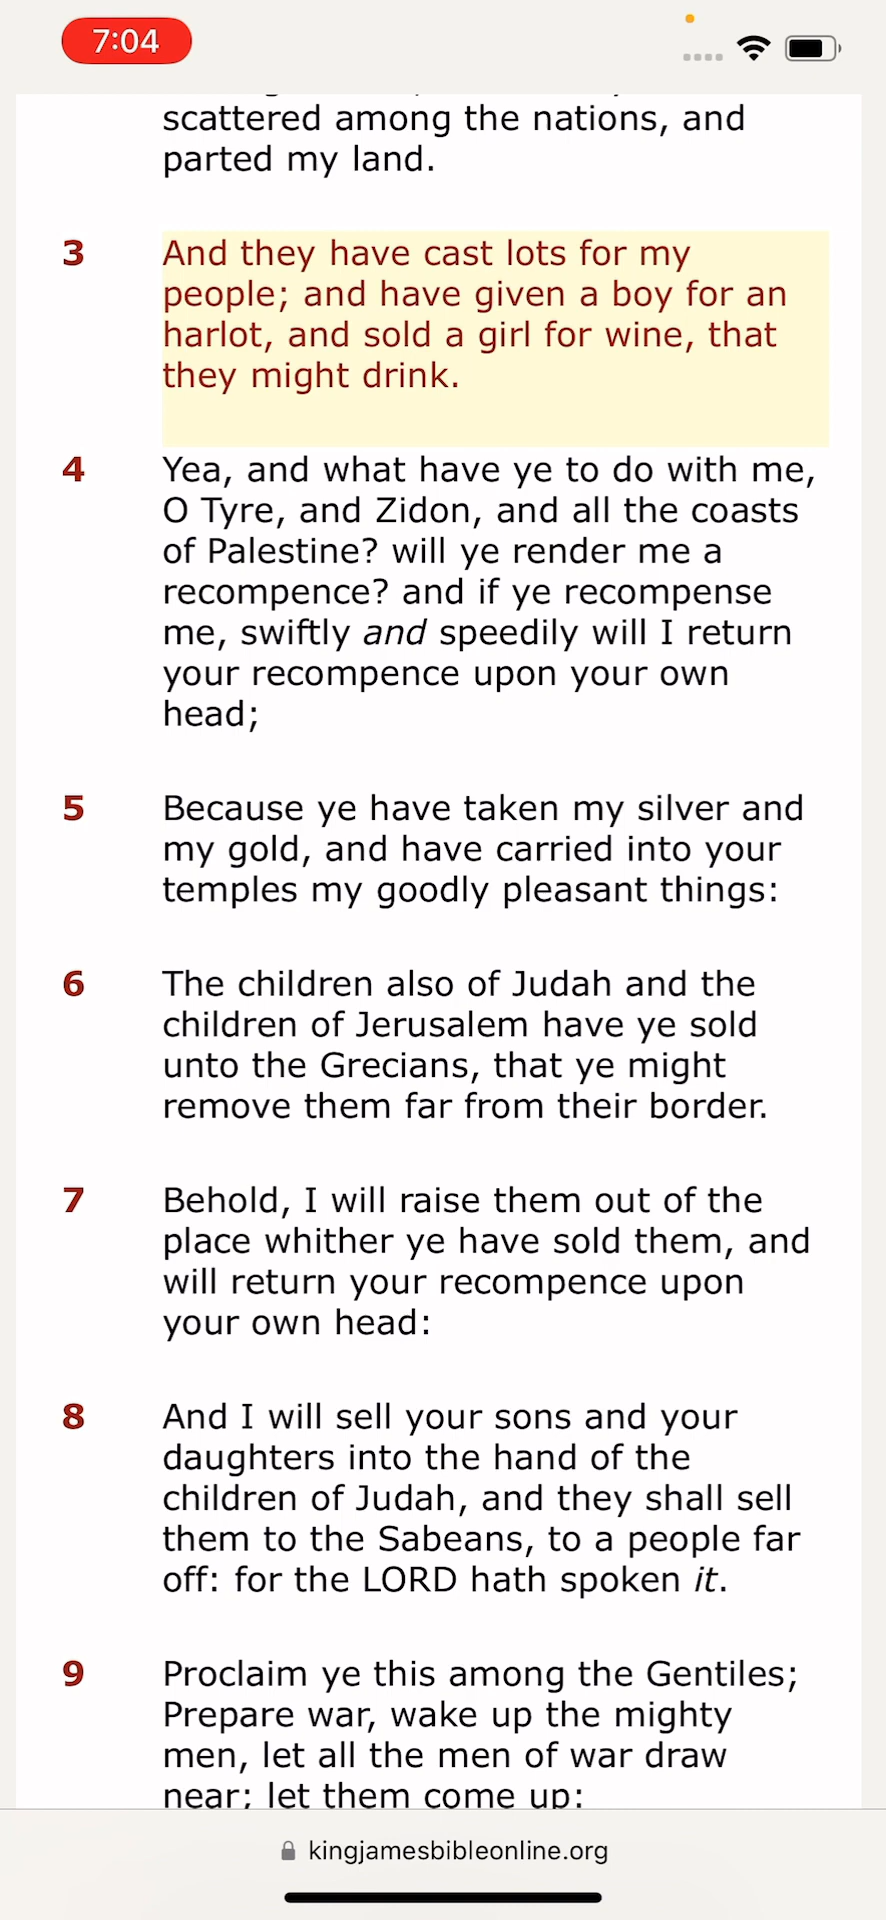 7:04
scattered among the nations, and
parted my land.
3 And they have cast lots for my
people; and have given a boy for an
harlot, and sold a girl for wine, that
they might drink.
4 Yea, and what have ye to do with me,
O Tyre, and Zidon, and all the coasts
of Palestine? will ye render me a
recompence? and if ye recompense
me, swiftly and speedily will I return
your recompence upon your own
head;
5 Because ye have taken my silver and
my gold, and have carried into your
temples my goodly pleasant things:
6 The children also of Judah and the
children of Jerusalem have ye sold
unto the Grecians, that ye might
remove them far from their border.
7 Behold, I will raise them out of the
place whither ye have sold them, and
will return your recompence upon
your own head:
8 And I will sell your sons and your
daughters into the hand of the
children of Judah, and they shall sell
them to the Sabeans, to a people far
off: for the LORD hath spoken it.
9 Proclaim ye this among the Gentiles;
Prepare war, wake up the mighty
men, let all the men of war draw
near; let them come up:
kingjamesbibleonline.org